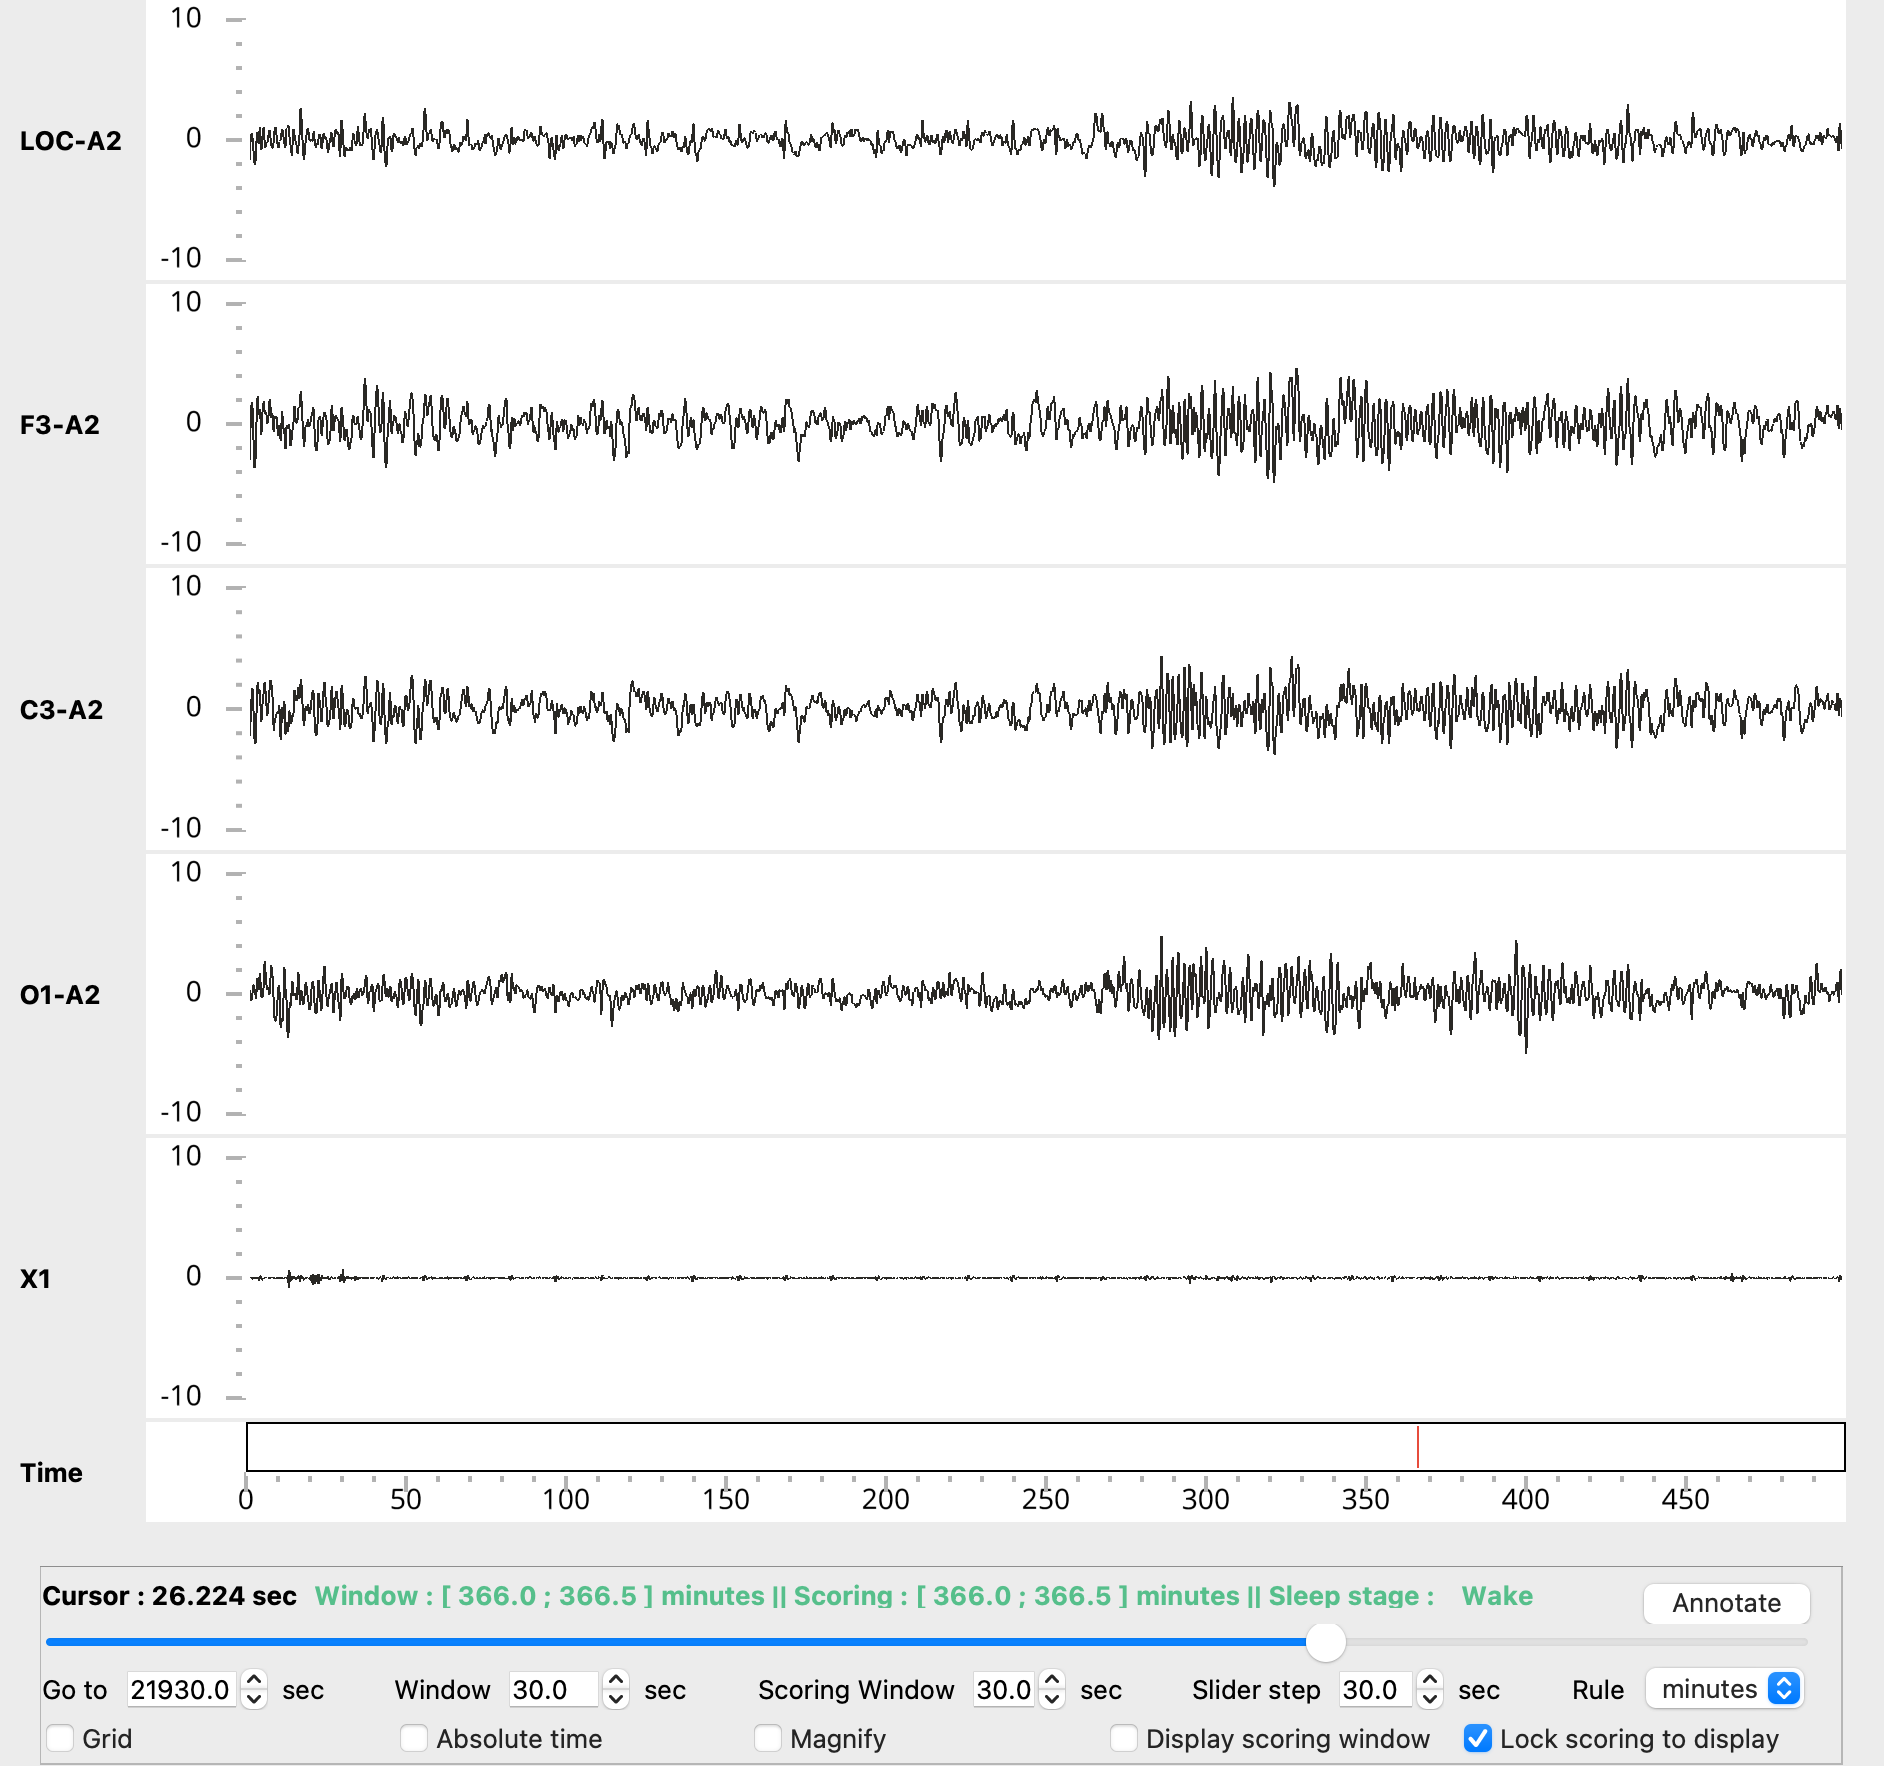 10
LOC-A2 0
-10
10
F3-A2 0
-10
10
C3-A2 0
-10
10
O1-A2 0
-10
10
X1 0
-10
Time
0 50 100 150 200 250 300 350 400 450
Cursor : 26.224 sec Window : [ 366.0 ; 366.5 ] minutes || Scoring : [ 366.0 ; 366.5 ] minutes || Sleep stage : Wake Annotate
Go to 21930.0 sec Window 30.0 sec Scoring Window 30.0 sec Slider step 30.0 sec Rule minutes
Grid Absolute time Magnify Display scoring window Lock scoring to display